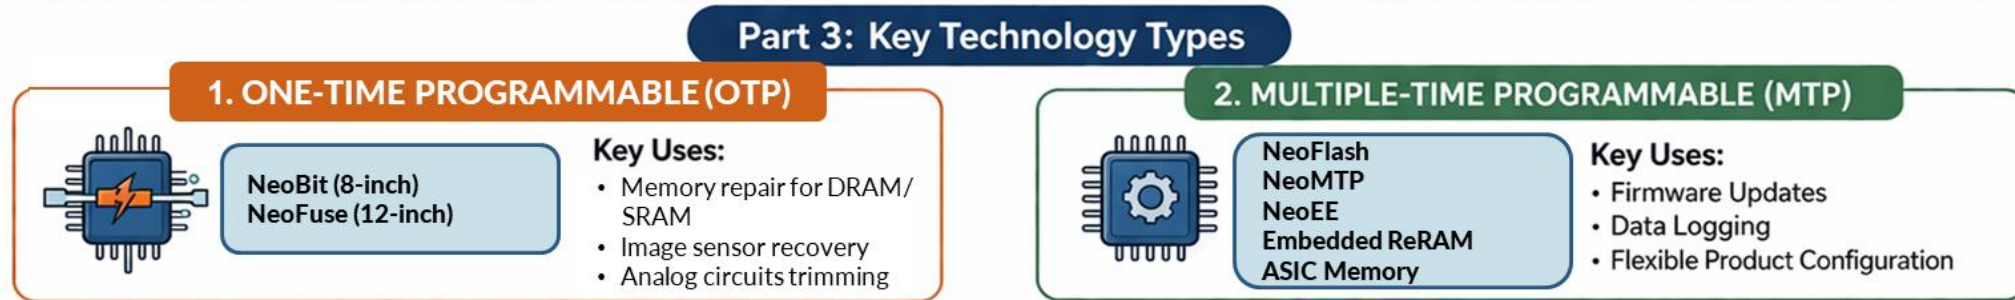 Part 3: Key Technology Types
1. ONE-TIME PROGRAMMABLE (OTP)
NeoBit (8-inch)
NeoFuse (12-inch)
Key Uses:
• Memory repair for DRAM/
SRAM
• Image sensor recovery
• Analog circuits trimming
2. MULTIPLE-TIME PROGRAMMABLE (MTP)
NeoFlash
NeoMTP
NeoEE
Embedded ReRAM
ASIC Memory
Key Uses:
• Firmware Updates
• Data Logging
• Flexible Product Configuration